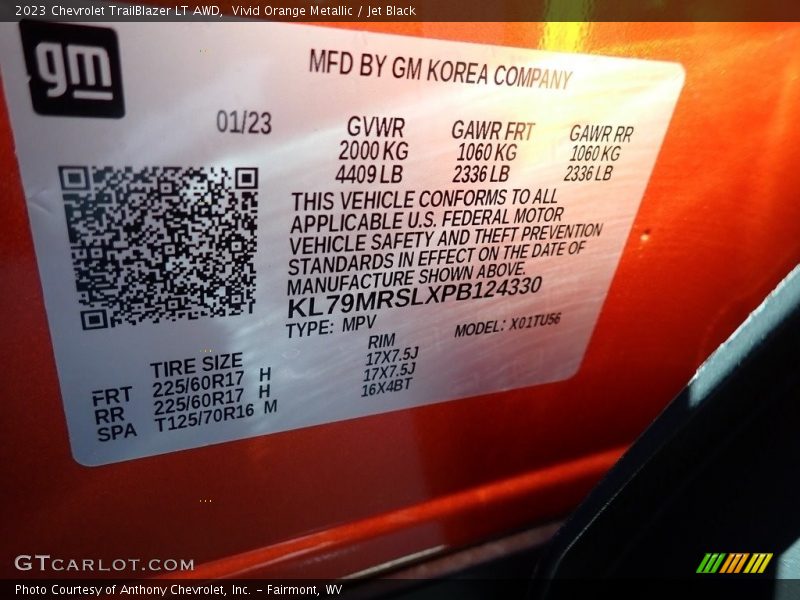 2023 Chevrolet TrailBlazer LT AWD, Vivid Orange Metallic / Jet Black
gm
MFD BY GM KOREA COMPANY
01/23
GVWR GAWR FRT GAWR RR
2000 KG 1060 KG 1060 KG
4409 LB 2336 LB 2336 LB
THIS VEHICLE CONFORMS TO ALL
APPLICABLE U.S. FEDERAL MOTOR
VEHICLE SAFETY AND THEFT PREVENTION
STANDARDS IN EFFECT ON THE DATE OF
MANUFACTURE SHOWN ABOVE.
KL79MRSLXPB124330
TYPE: MPV MODEL: X01TU56
TIRE SIZE RIM
FRT 225/60R17 H 17X7.5J
RR 225/60R17 H 17X7.5J
SPA T125/70R16 M 16X4BT
GTCARLOT.COM
Photo Courtesy of Anthony Chevrolet, Inc. – Fairmont, WV